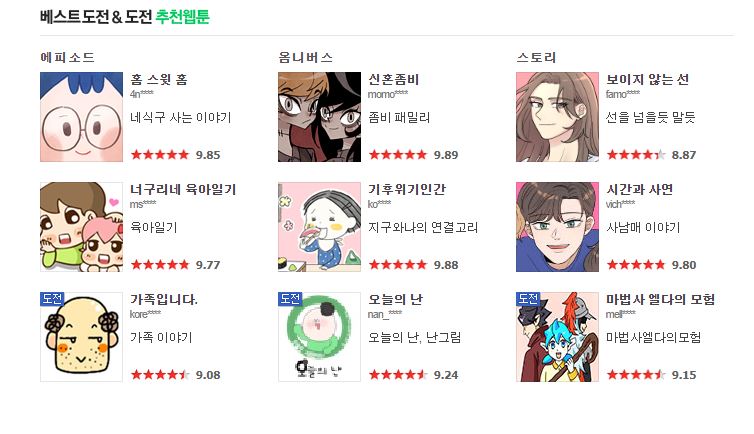 베스트도전 & 도전 추천웹툰
에피소드
홈 스윗 홈
4n****
네식구 사는 이야기
9.85
너구리네 육아일기
ms****
육아일기
9.77
도전
가족입니다.
kore****
가족 이야기
9.08
옴니버스
신혼좀비
momo****
좀비 패밀리
9.89
기후위기인간
ko****
지구와나의 연결고리
9.88
도전
오늘의 난
오늘의 난
nan_****
오늘의 난, 난그림
9.24
스토리
보이지 않는 선
famo****
선을 넘을듯 말듯
8.87
시간과 사연
vich****
사남매 이야기
9.80
도전
마법사 엘다의 모험
mell****
마법사엘다의모험
9.15